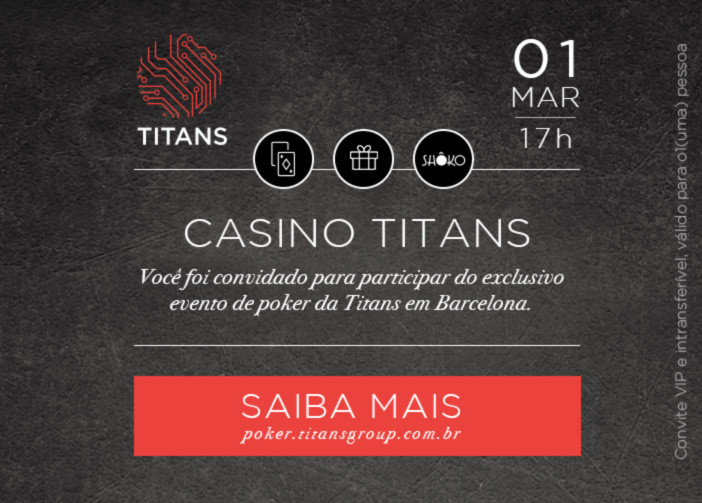 TITANS
01
MAR
17h
SHÔKO
CASINO TITANS
Você foi convidado para participar do exclusivo
evento de poker da Titans em Barcelona.
SAIBA MAIS
poker.titansgroup.com.br
Convite VIP e intransferível, válido para 01(uma) pessoa